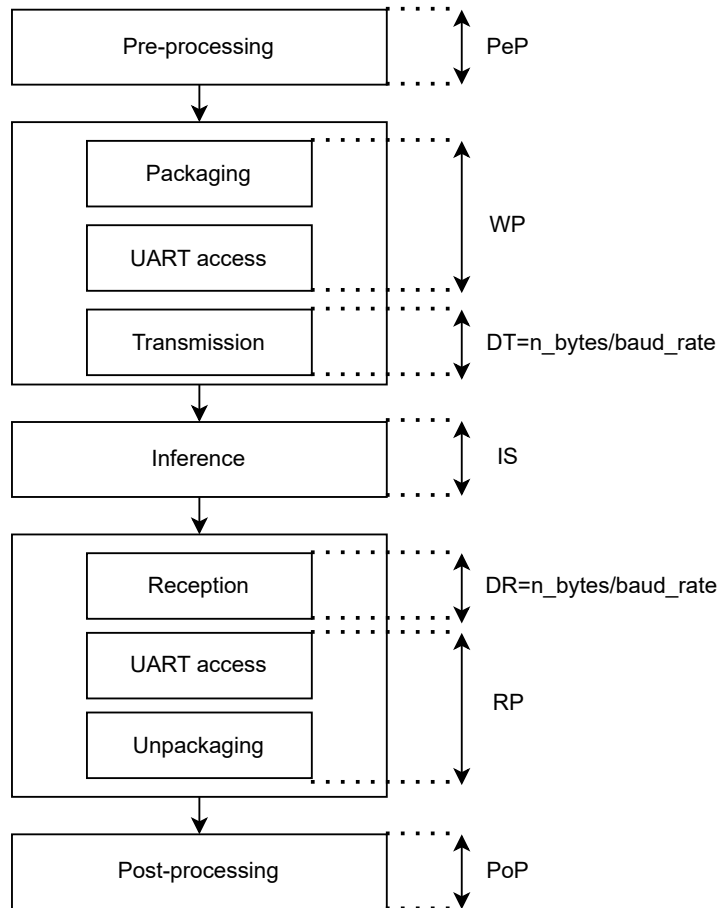 Pre-processing
PeP
Packaging
UART access
WP
Transmission
DT=n_bytes/baud_rate
Inference
IS
Reception
DR=n_bytes/baud_rate
UART access
RP
Unpackaging
Post-processing
PoP